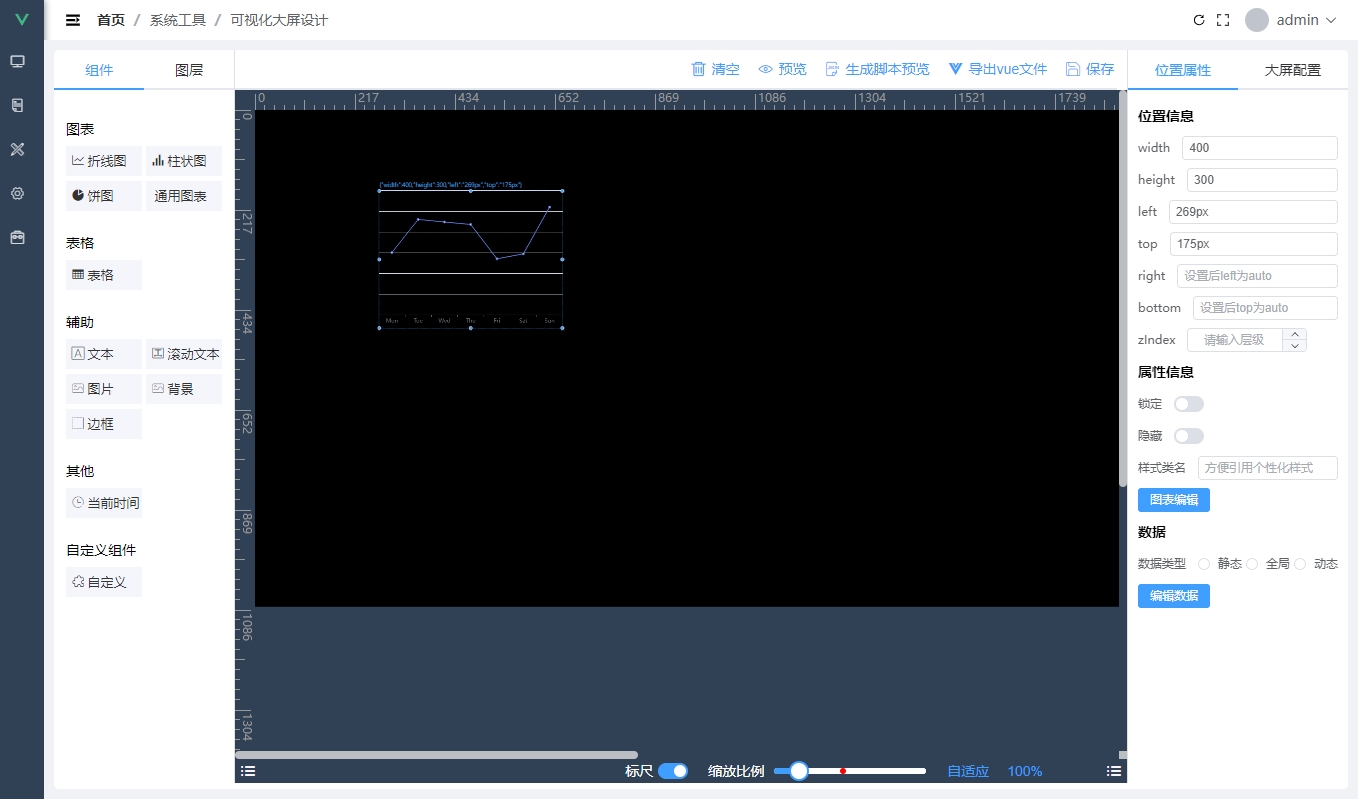 首页 / 系统工具 / 可视化大屏设计
admin
组件
图层
清空
预览
生成脚本预览
导出vue文件
保存
位置属性
大屏配置
图表
折线图
柱状图
饼图
通用图表
表格
表格
辅助
文本
滚动文本
图片
背景
边框
其他
当前时间
自定义组件
自定义
0 217 434 652 869 1086 1304 1521 1739
0
217
434
652
869
1086
1304
{"width":400,"height":300,"left":"269px","top":"175px"}
Mon Tue Wed Thu Fri Sat Sun
标尺
缩放比例
自适应
100%
位置信息
width 400
height 300
left 269px
top 175px
right 设置后left为auto
bottom 设置后top为auto
zIndex 请输入层级
属性信息
锁定
隐藏
样式类名 方便引用个性化样式
图表编辑
数据
数据类型 静态 全局 动态
编辑数据